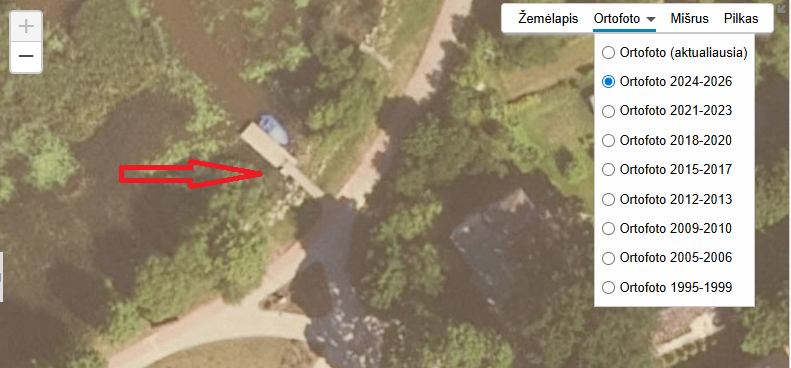 Žemėlapis Ortofoto Mišrus Pilkas
Ortofoto (aktualiausia)
Ortofoto 2024-2026
Ortofoto 2021-2023
Ortofoto 2018-2020
Ortofoto 2015-2017
Ortofoto 2012-2013
Ortofoto 2009-2010
Ortofoto 2005-2006
Ortofoto 1995-1999